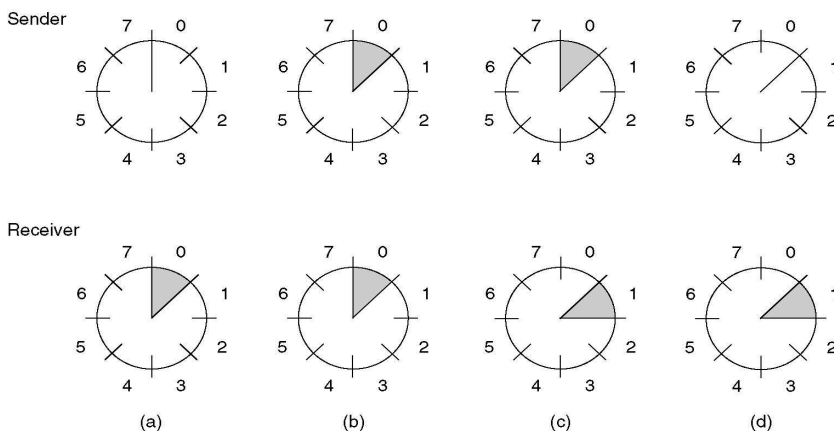 Sender
7 0 7 0 7 0 7 0
6 1 6 1 6 1 6 1
5 2 5 2 5 2 5 2
4 3 4 3 4 3 4 3
Receiver
7 0 7 0 7 0 7 0
6 1 6 1 6 1 6 1
5 2 5 2 5 2 5 2
4 3 4 3 4 3 4 3
(a) (b) (c) (d)